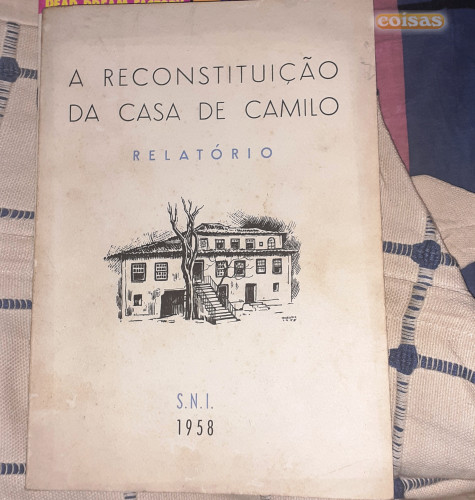 coisas
A RECONSTITUIÇÃO
DA CASA DE CAMILO
RELATÓRIO
S.N.I.
1958